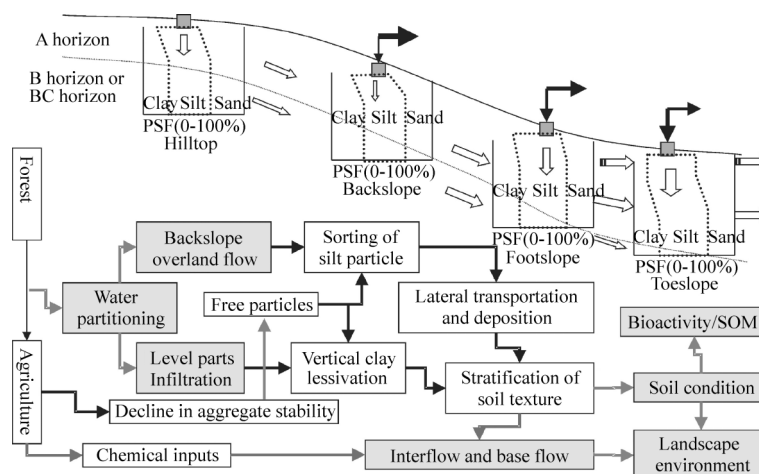 A horizon
B horizon or
BC horizon
Clay Silt Sand
PSF(0-100%)
Hilltop
Clay Silt Sand
PSF(0-100%)
Backslope
Clay Silt Sand
PSF(0-100%)
Footslope
Clay Silt Sand
PSF(0-100%)
Toeslope
Forest
Agriculture
Water
partitioning
Backslope
overland flow
Sorting of
silt particle
Free particles
Level parts
Infiltration
Vertical clay
lessivation
Lateral transportation
and deposition
Stratification of
soil texture
Decline in aggregate stability
Chemical inputs
Interflow and base flow
Bioactivity/SOM
Soil condition
Landscape
environment